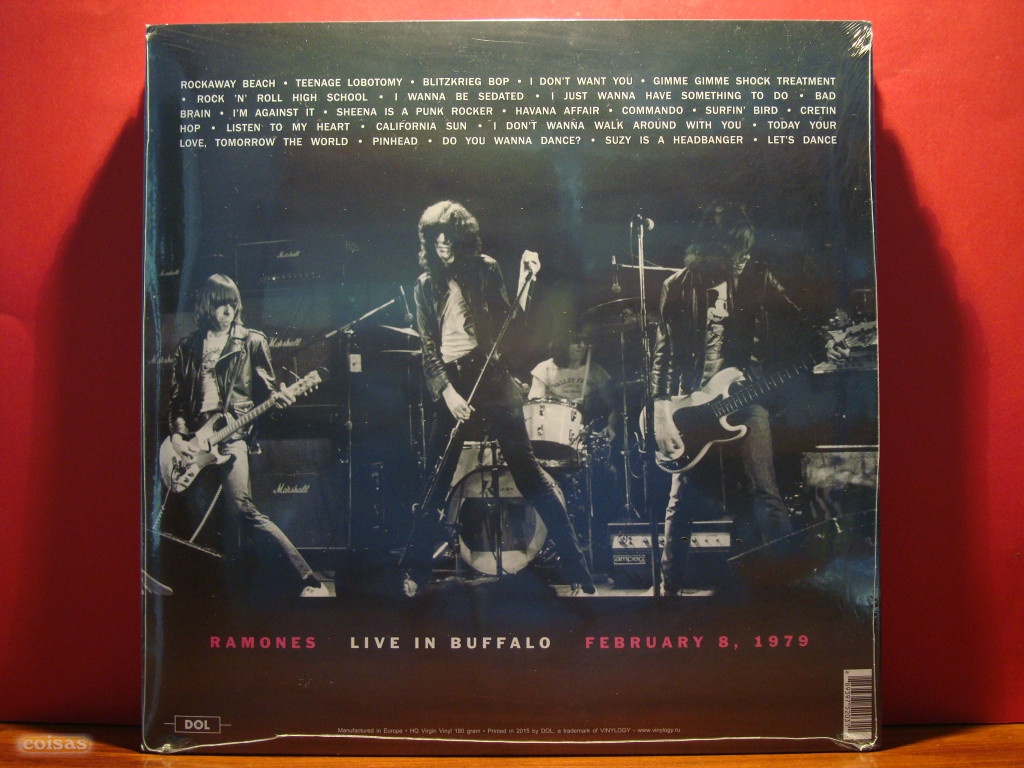 ROCKAWAY BEACH • TEENAGE LOBOTOMY • BLITZKRIEG BOP • I DON'T WANT YOU • GIMME GIMME SHOCK TREATMENT
• ROCK 'N' ROLL HIGH SCHOOL • I WANNA BE SEDATED • I JUST WANNA HAVE SOMETHING TO DO • BAD
BRAIN • I'M AGAINST IT • SHEENA IS A PUNK ROCKER • HAVANA AFFAIR • COMMANDO • SURFIN' BIRD • CRETIN
HOP • LISTEN TO MY HEART • CALIFORNIA SUN • I DON'T WANNA WALK AROUND WITH YOU • TODAY YOUR
LOVE, TOMORROW THE WORLD • PINHEAD • DO YOU WANNA DANCE? • SUZY IS A HEADBANGER • LET'S DANCE
Marshall
Marshall
Marshall
ampeg
RAMONES LIVE IN BUFFALO FEBRUARY 8, 1979
DOL
Manufactured in Europe • HQ Virgin Vinyl 180 gram • Printed in 2015 by DOL, a trademark of VINYLOGY – www.vinylogy.ru
coisas